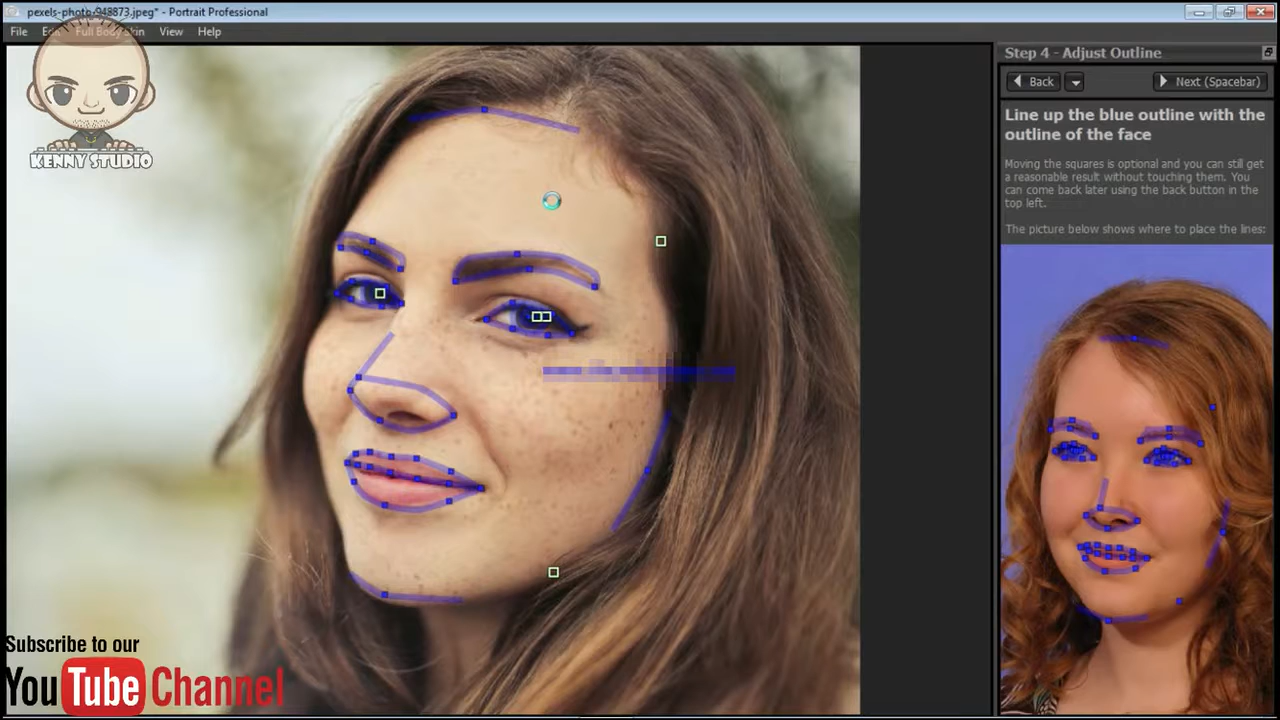 pexels-photo-948873.jpeg* - Portrait Professional
File
Full Body Skin
View
Help
KENNY STUDIO
Step 4 - Adjust Outline
Back
Next (Spacebar)
Line up the blue outline with the
outline of the face
Moving the squares is optional and you can still get
a reasonable result without touching them. You
can come back later using the back button in the
top left.
The picture below shows where to place the lines:
Subscribe to our
YouTube Channel